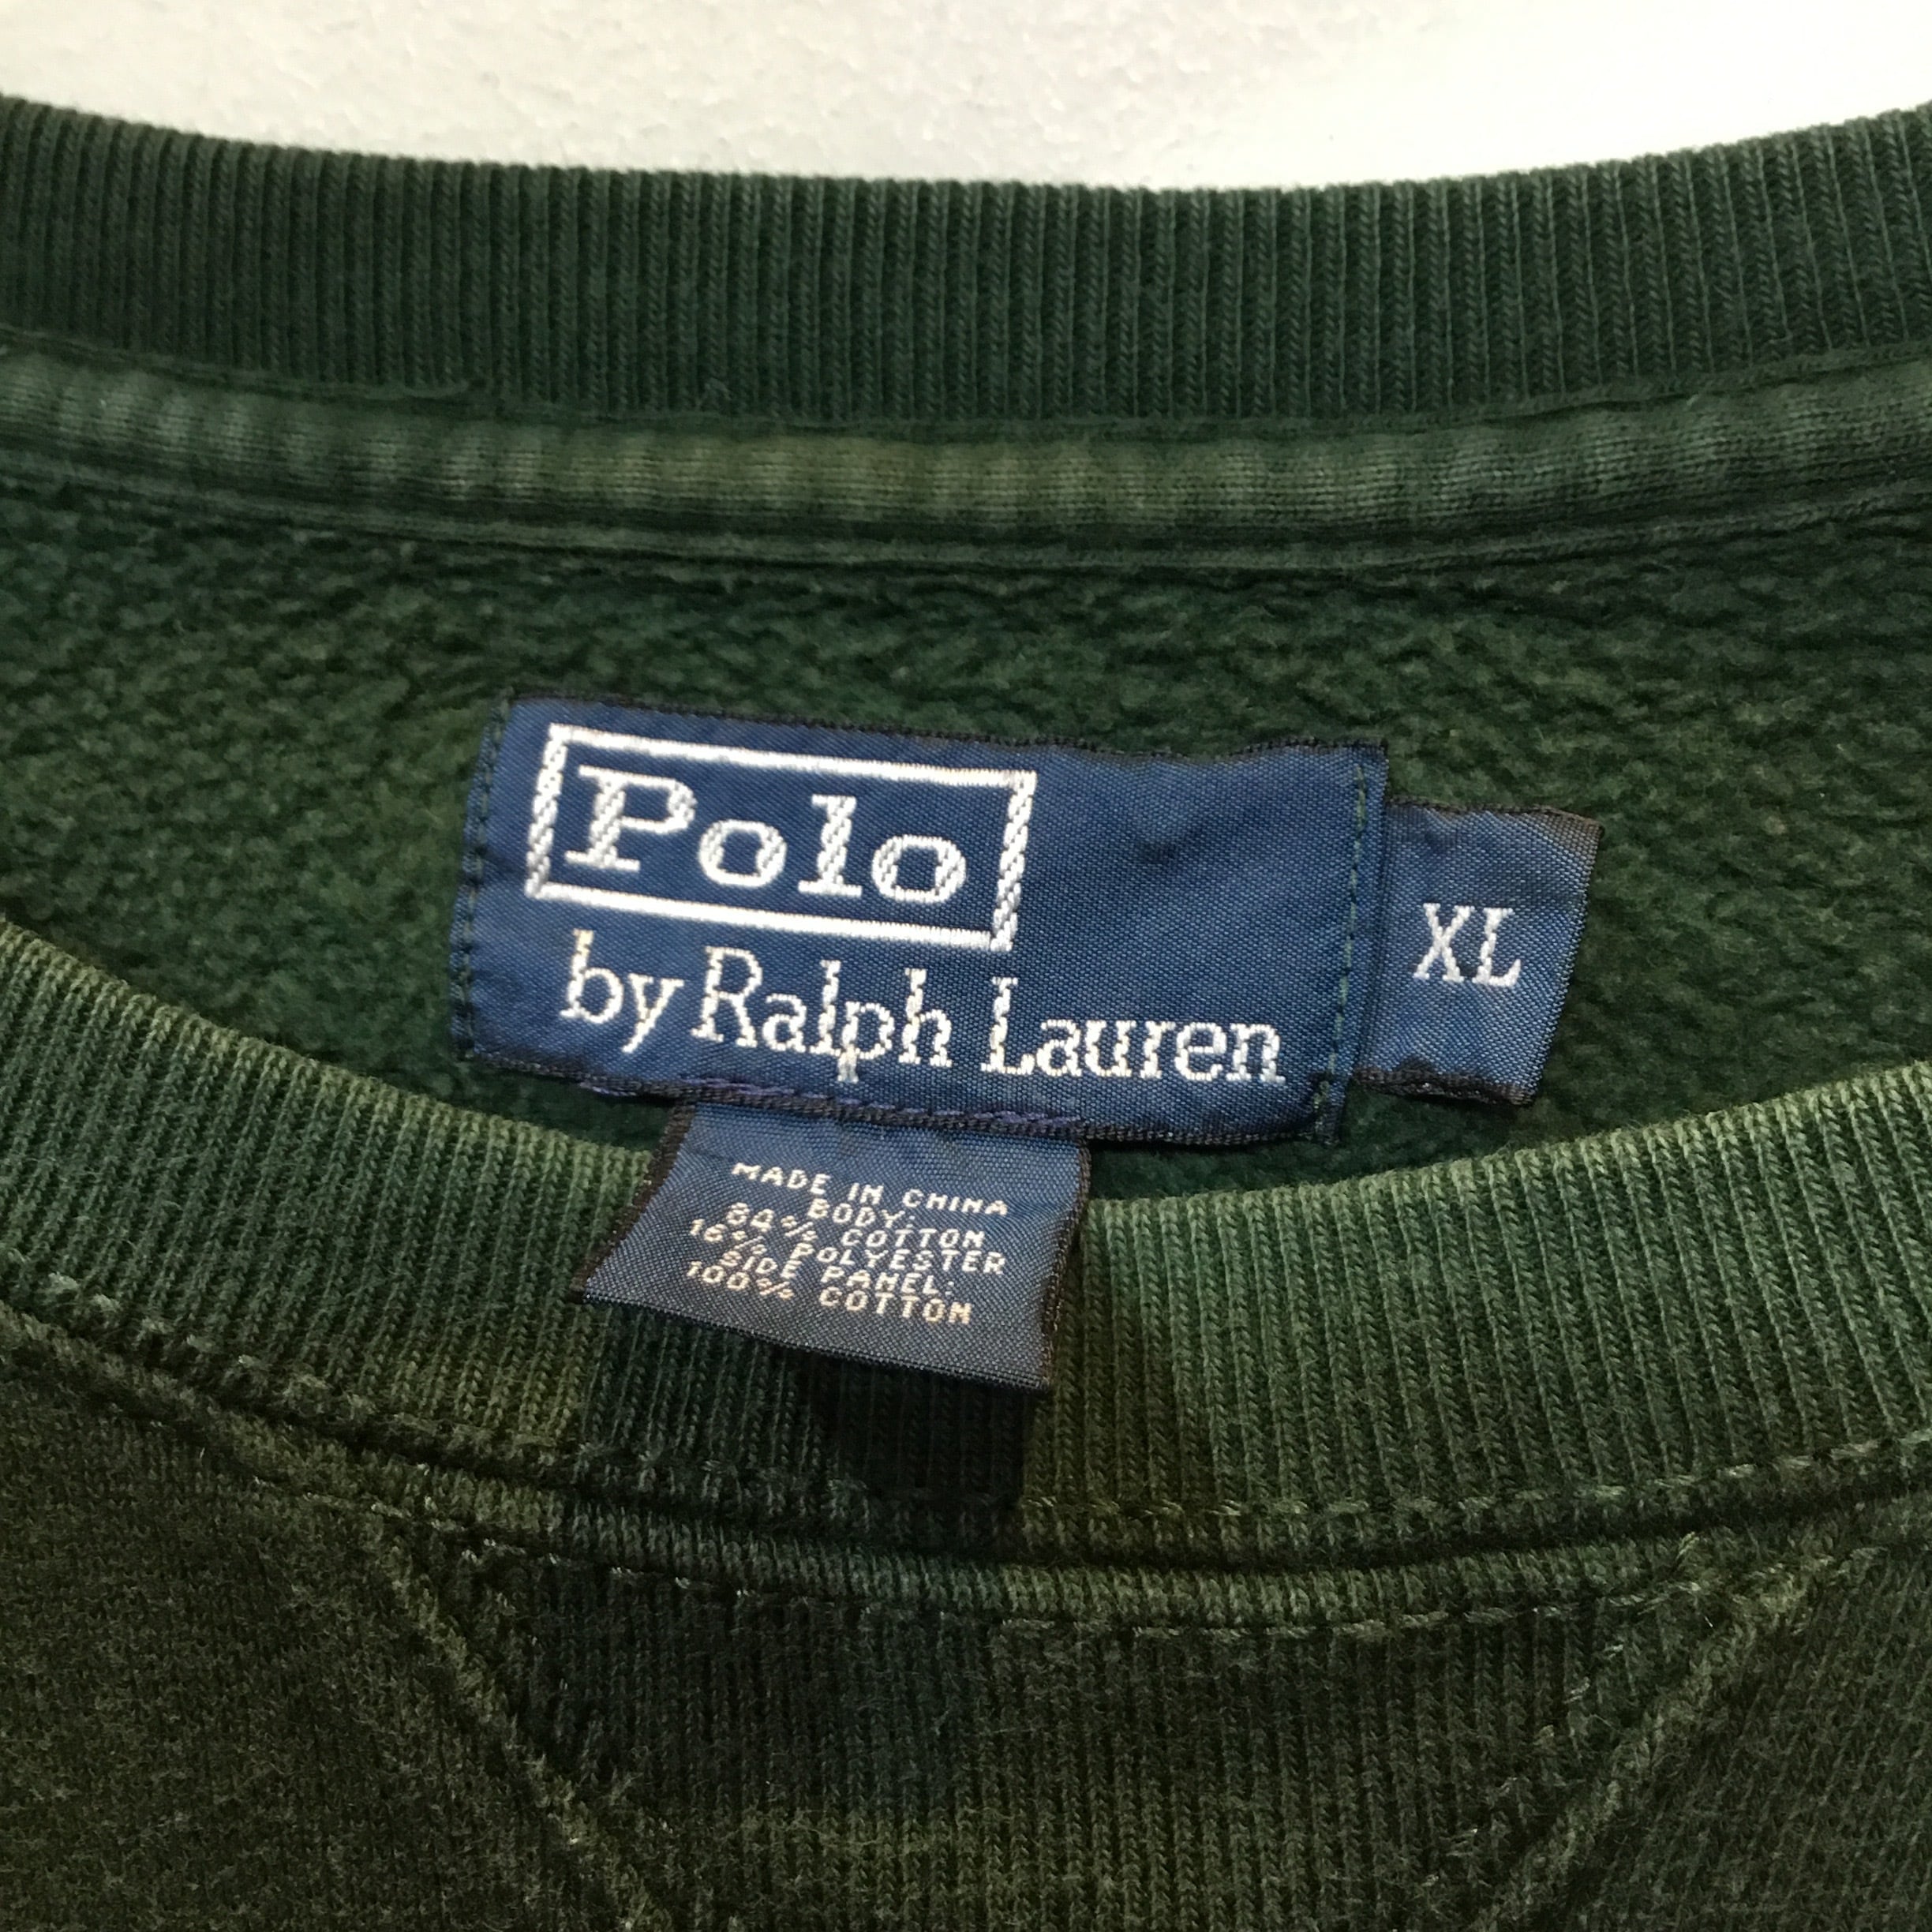 Polo
by Ralph Lauren
XL
MADE IN CHINA
BODY:
84% COTTON
16% POLYESTER
SIDE PANEL:
100% COTTON